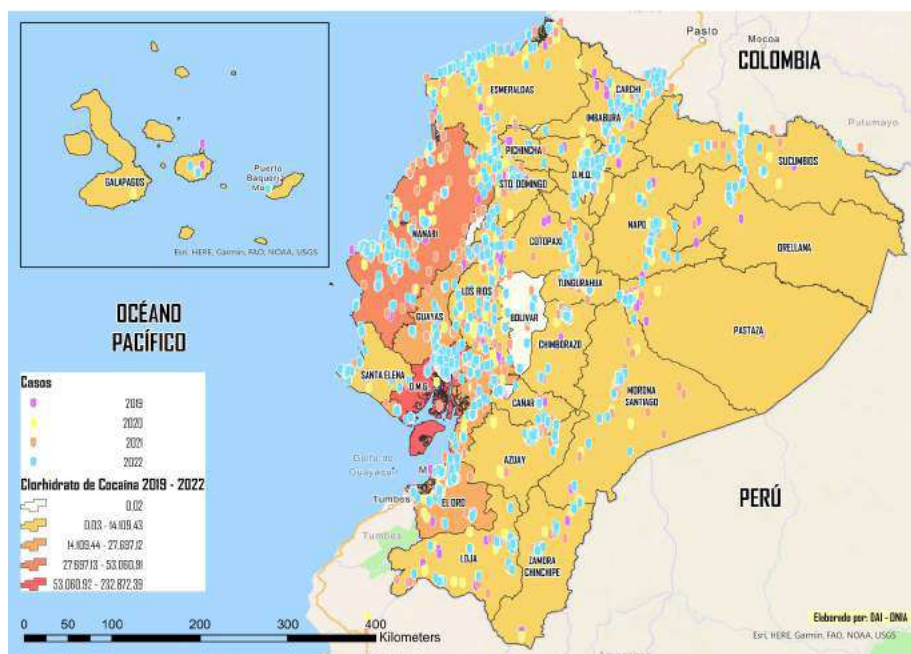 Pasto
Mocoa
COLOMBIA
ESMERALDAS
CARCHI
IMBABURA
Putumayo
PICHINCHA
SUCUMBIOS
STO. DOMINGO
D.M.Q.
Puerto
Baquerizo
GALAPAGOS
Esri, HERE, Garmin, FAO, NOAA, USGS
MANABI
NAPO
COTOPAXI
ORELLANA
LOS RIOS
TUNGURAHUA
OCÉANO
PACÍFICO
GUAYAS
BOLIVAR
CHIMBORAZO
PASTAZA
SANTA ELENA
D.M.G.
MORONA
SANTIAGO
CAÑAR
Casos
2019
2020
2021
2022
Golfo de
Guayaquil
AZUAY
Clorhidrato de Cocaína 2019 - 2022
0.02
0.03 - 14.109,43
14.109,44 - 27.697,12
27.697,13 - 53.060,91
53.060,92 - 232.872,39
Tumbes
EL ORO
PERÚ
Tumbes
LOJA
ZAMORA
CHINCHIPE
0 50 100 200 300 400
Kilometers
Elaborado por: DAI - DNIA
Esri, HERE, Garmin, FAO, NOAA, USGS